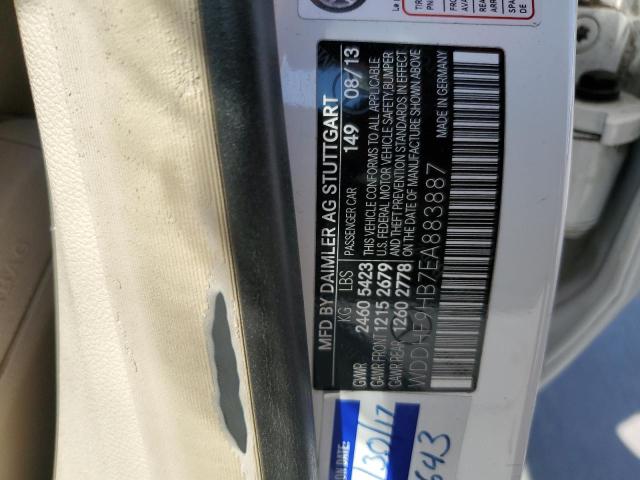 MFD BY DAIMLER AG STUTTGART
KG LBS PASSENGER CAR 149 08/13
GWR 2460 5423 THIS VEHICLE CONFORMS TO ALL APPLICABLE
GAWR FRONT 1215 2679 U.S. FEDERAL MOTOR VEHICLE SAFETY, BUMPER
GAWR REAR 1260 2778 AND THEFT PREVENTION STANDARDS IN EFFECT
ON THE DATE OF MANUFACTURE SHOWN ABOVE
MADE IN GERMANY
WDDHF9HB7EA883887
DATE: